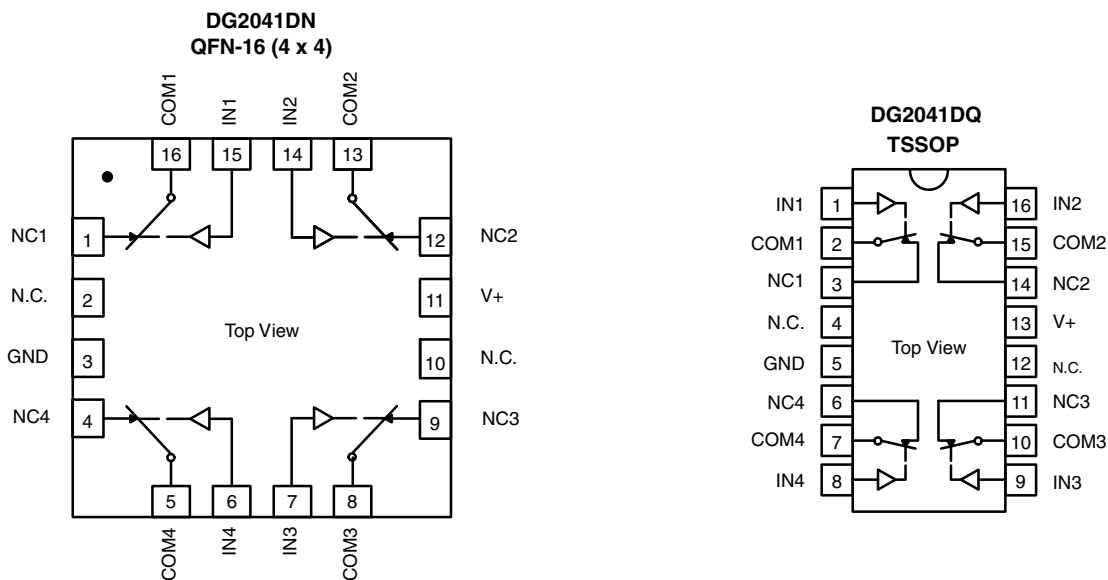 DG2041DN
QFN-16 (4 x 4)
COM1
IN1
IN2
COM2
16
15
14
13
NC1
1
12
NC2
N.C.
2
11
V+
Top View
GND
3
10
N.C.
NC4
4
9
NC3
5
6
7
8
COM4
IN4
IN3
COM3
DG2041DQ
TSSOP
IN1
1
16
IN2
COM1
2
15
COM2
NC1
3
14
NC2
N.C.
4
13
V+
Top View
GND
5
12
N.C.
NC4
6
11
NC3
COM4
7
10
COM3
IN4
8
9
IN3